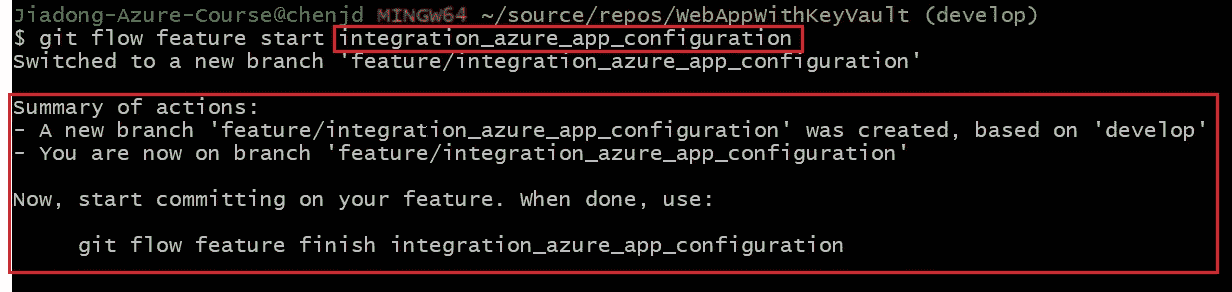 Jiadong-Azure-Course@chenjd MINGW64 ~/source/repos/WebAppWithKeyVault (develop)
$ git flow feature start integration_azure_app_configuration
Switched to a new branch 'feature/integration_azure_app_configuration'
Summary of actions:
- A new branch 'feature/integration_azure_app_configuration' was created, based on 'develop'
- You are now on branch 'feature/integration_azure_app_configuration'
Now, start committing on your feature. When done, use:
git flow feature finish integration_azure_app_configuration